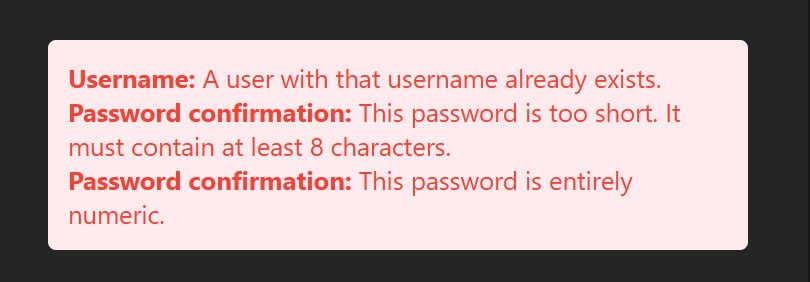 Username: A user with that username already exists.
Password confirmation: This password is too short. It
must contain at least 8 characters.
Password confirmation: This password is entirely
numeric.